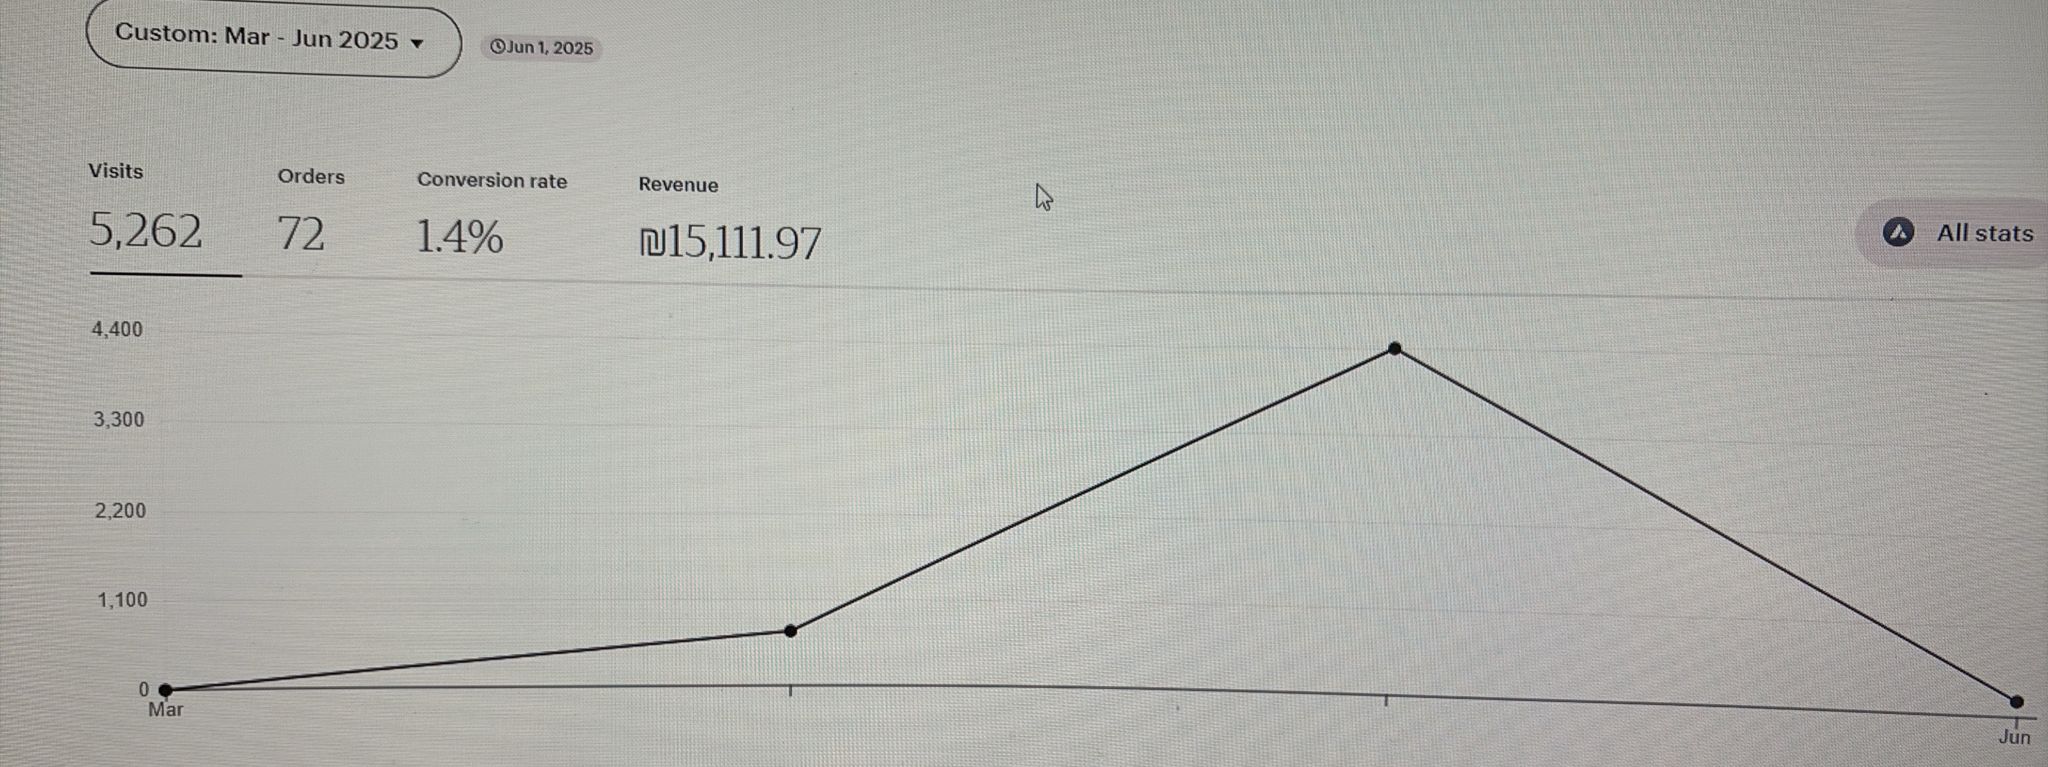 Custom: Mar - Jun 2025
Jun 1, 2025
Visits
Orders
Conversion rate
Revenue
5,262
72
1.4%
₪15,111.97
All stats
4,400
3,300
2,200
1,100
0
Mar
Jun